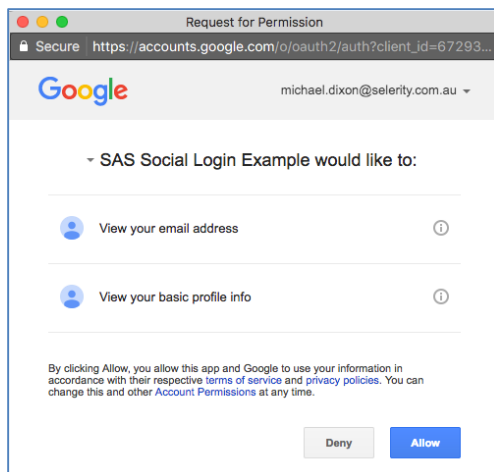 Request for Permission
Secure https://accounts.google.com/o/oauth2/auth?client_id=67293...
Google michael.dixon@selerity.com.au
SAS Social Login Example would like to:
View your email address
View your basic profile info
By clicking Allow, you allow this app and Google to use your information in
accordance with their respective terms of service and privacy policies. You can
change this and other Account Permissions at any time.
Deny Allow